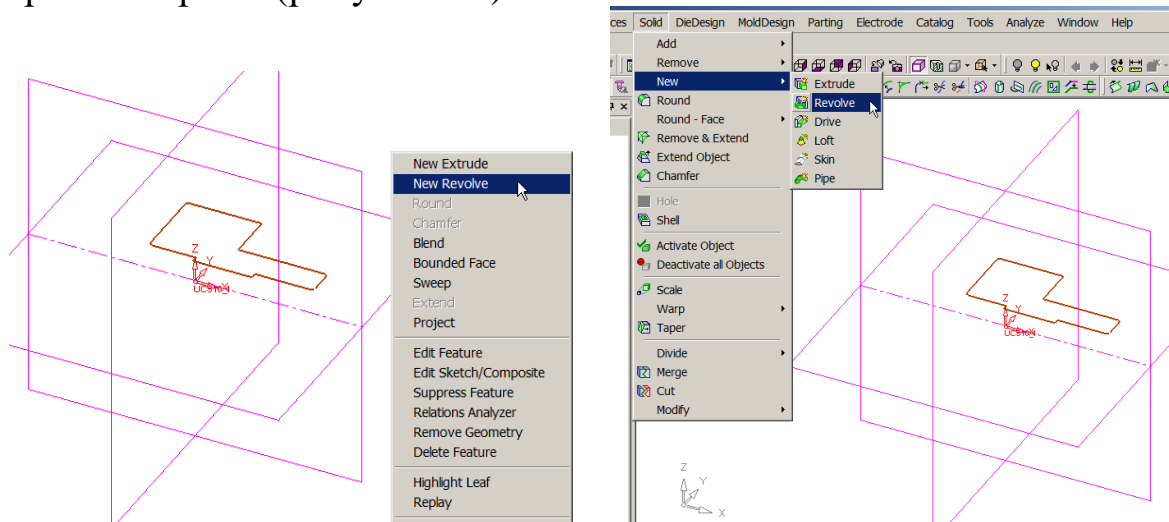 ces Solid DieDesign MoldDesign Parting Electrode Catalog Tools Analyze Window Help
New Extrude
New Revolve
Round
Chamfer
Blend
Bounded Face
Sweep
Extend
Project
Edit Feature
Edit Sketch/Composite
Suppress Feature
Relations Analyzer
Remove Geometry
Delete Feature
Highlight Leaf
Replay
Z
Y
X
Add
Remove
New
Round
Round - Face
Remove & Extend
Extend Object
Chamfer
Hole
Shell
Activate Object
Deactivate all Objects
Scale
Warp
Taper
Divide
Merge
Cut
Modify
Extrude
Revolve
Drive
Loft
Skin
Pipe
Z
Y
Z
Y
X